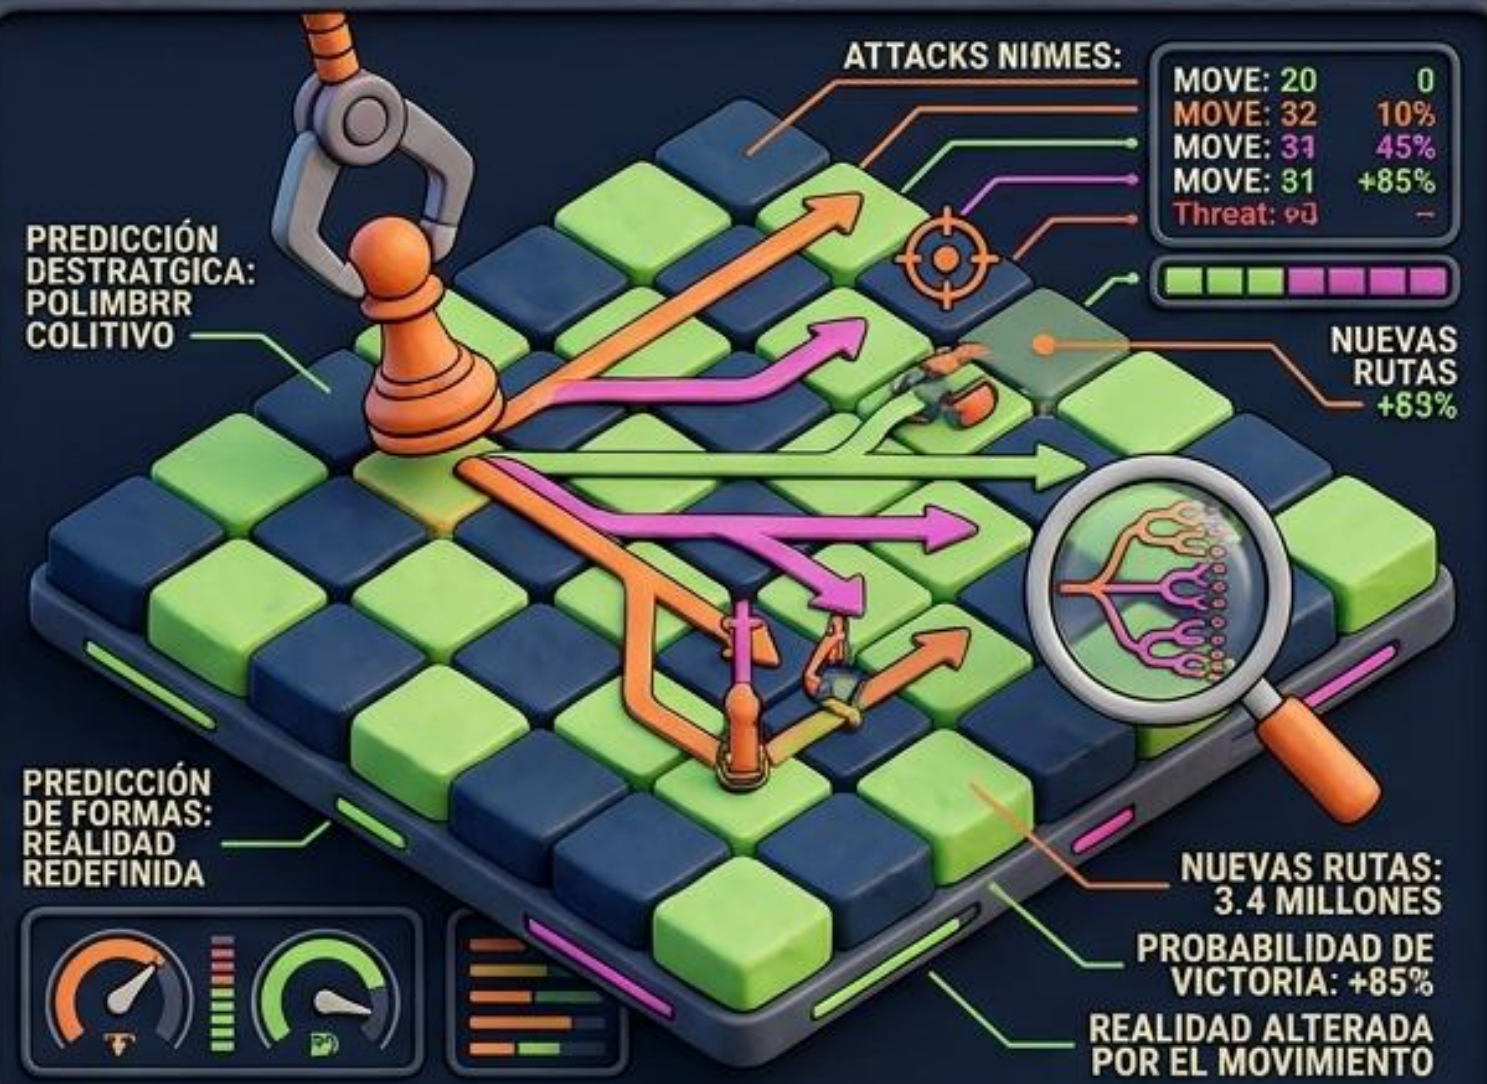 ATTACKS
MOVE: 20 0
MOVE: 32 10%
MOVE: 31 45%
MOVE: 31 +85%
Threat:
PREDICCIÓN
DESTRATGICA:
POLIMBRR
COLITIVO
NUEVAS
RUTAS
+69%
PREDICCIÓN
DE FORMAS:
REALIDAD
REDEFINIDA
NUEVAS RUTAS:
3.4 MILLONES
PROBABILIDAD DE
VICTORIA: +85%
REALIDAD ALTERADA
POR EL MOVIMIENTO